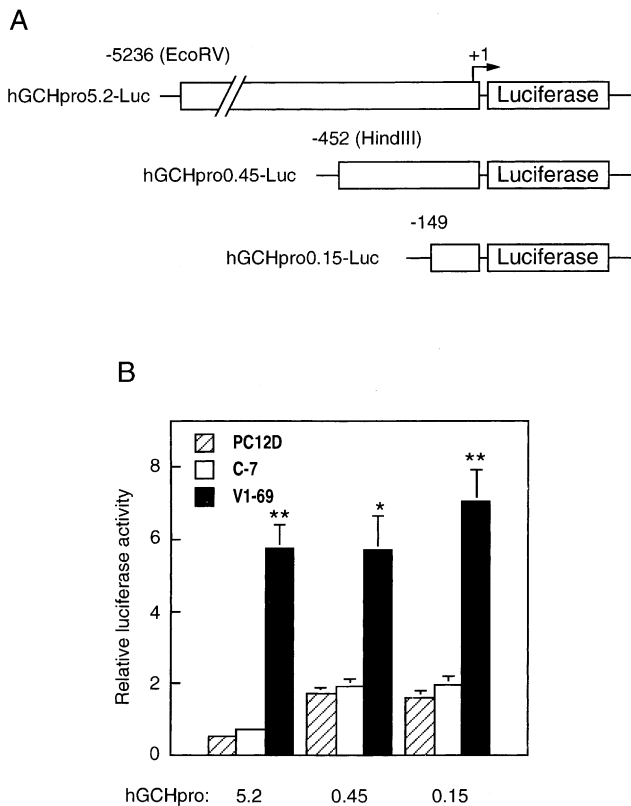 A
-5236 (EcoRV)
+1
hGCHpro5.2-Luc
Luciferase
-452 (HindIII)
hGCHpro0.45-Luc
Luciferase
-149
hGCHpro0.15-Luc
Luciferase
B
PC12D
C-7
V1-69
**
*
**
8
6
4
2
0
Relative luciferase activity
hGCHpro: 5.2 0.45 0.15